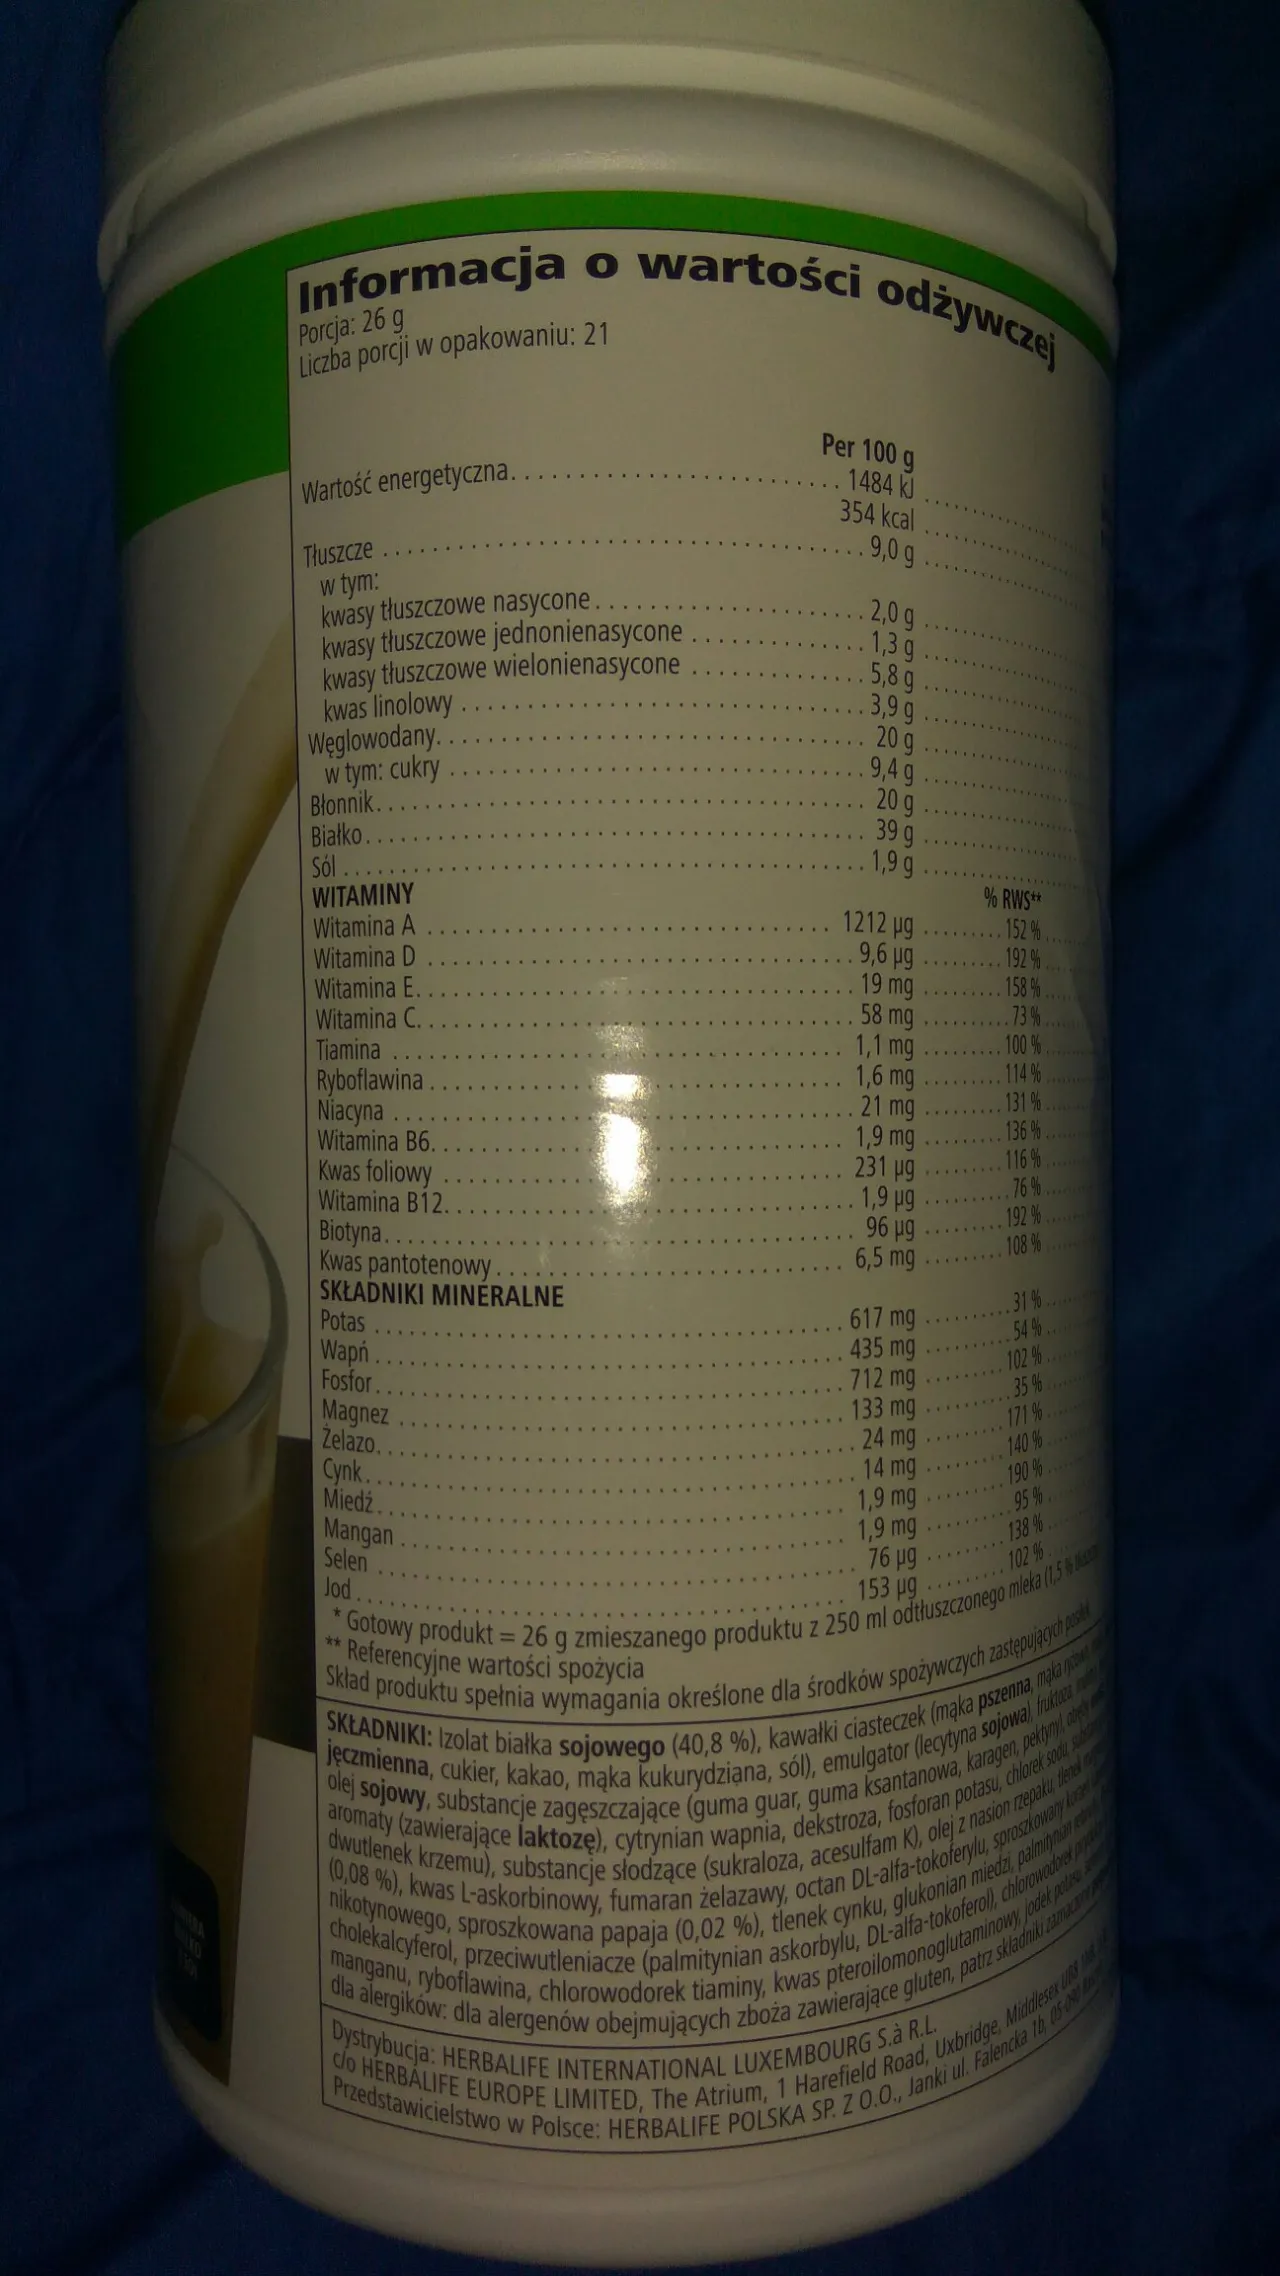 Informacja o wartości odżywczej
Porcja: 26 g
Liczba porcji w opakowaniu: 21
Per 100 g
Wartość energetyczna. . . . . . . . . . . . . . . . . . . . . . 1484 kJ
354 kcal
Tłuszcze . . . . . . . . . . . . . . . . . . . . . . 9,0 g
w tym:
kwasy tłuszczowe nasycone . . . . . . . . . . . . . . 2,0 g
kwasy tłuszczowe jednonienasycone . . . . . . . . . . 1,3 g
kwasy tłuszczowe wielonienasycone . . . . . . . . . . 5,8 g
kwas linolowy . . . . . . . . . . . . . . . . . . . . 3,9 g
Węglowodany. . . . . . . . . . . . . . . . . . . . . . 20 g
w tym: cukry . . . . . . . . . . . . . . . . . . . . . 9,4 g
Błonnik. . . . . . . . . . . . . . . . . . . . . . . . 20 g
Białko . . . . . . . . . . . . . . . . . . . . . . . . 39 g
Sól . . . . . . . . . . . . . . . . . . . . . . . . . 1,9 g
WITAMINY % RWS**
Witamina A . . . . . . . . . . 1212 µg . . . . . . . 152 %
Witamina D . . . . . . . . . . 9,6 µg . . . . . . . 192 %
Witamina E. . . . . . . . . . 19 mg . . . . . . . 158 %
Witamina C. . . . . . . . . . 58 mg . . . . . . . 73 %
Tiamina . . . . . . . . . . 1,1 mg . . . . . . . 100 %
Ryboflawina . . . . . . . . . . 1,6 mg . . . . . . . 114 %
Niacyna . . . . . . . . . . 21 mg . . . . . . . 131 %
Witamina B6. . . . . . . . . . 1,9 mg . . . . . . . 136 %
Kwas foliowy . . . . . . . . . . 231 µg . . . . . . . 116 %
Witamina B12. . . . . . . . . . 1,9 µg . . . . . . . 76 %
Biotyna . . . . . . . . . . 96 µg . . . . . . . 192 %
Kwas pantotenowy . . . . . . . . . . 6,5 mg . . . . . . . 108 %
SKŁADNIKI MINERALNE
Potas . . . . . . . . . . 617 mg . . . . . . . 31 %
Wapń . . . . . . . . . . 435 mg . . . . . . . 54 %
Fosfor . . . . . . . . . . 712 mg . . . . . . . 102 %
Magnez . . . . . . . . . . 133 mg . . . . . . . 35 %
Żelazo. . . . . . . . . . 24 mg . . . . . . . 171 %
Cynk . . . . . . . . . . 14 mg . . . . . . . 140 %
Miedź . . . . . . . . . . 1,9 mg . . . . . . . 190 %
Mangan . . . . . . . . . . 1,9 mg . . . . . . . 95 %
Selen . . . . . . . . . . 76 µg . . . . . . . 138 %
Jod . . . . . . . . . . 153 µg . . . . . . . 102 %
* Gotowy produkt = 26 g zmieszanego produktu z 250 ml odtłuszczonego mleka (1,5 %
** Referencyjne wartości spożycia
Skład produktu spełnia wymagania określone dla środków spożywczych zastępujących
SKŁADNIKI: Izolat białka sojowego (40,8 %), kawałki ciasteczek (mąka pszenna, mąka
jęczmienna, cukier, kakao, mąka kukurydziana, sól), emulgator (lecytyna sojowa), fruktoza,
olej sojowy, substancje zagęszczające (guma guar, guma ksantanowa, karagen, pektyny),
aromaty (zawierające laktozę), cytrynian wapnia, dekstroza, fosforan potasu, chlorek sodu,
dwutlenek krzemu), substancje słodzące (sukraloza, acesulfam K), olej z nasion rzepaku, tlenek
(0,08 %), kwas L-askorbinowy, fumaran żelazawy, octan DL-alfa-tokoferylu, sproszkowany
nikotynowego, sproszkowana papaja (0,02 %), tlenek cynku, glukonian miedzi, palmitynian
cholekalcyferol, przeciwutleniacze (palmitynian askorbylu, DL-alfa-tokoferol), chlorowodorek
manganu, ryboflawina, chlorowodorek tiaminy, kwas pteroilomonoglutaminowy, jodek potasu,
dla alergików: dla alergenów obejmujących zboża zawierające gluten, patrz składniki
Dystrybucja: HERBALIFE INTERNATIONAL LUXEMBOURG S.à R.L.
c/o HERBALIFE EUROPE LIMITED, The Atrium, 1 Harefield Road, Uxbridge, Middlesex UB8
Przedstawicielstwo w Polsce: HERBALIFE POLSKA SP. Z O.O., Janki ul. Falencka 1b, 05-090